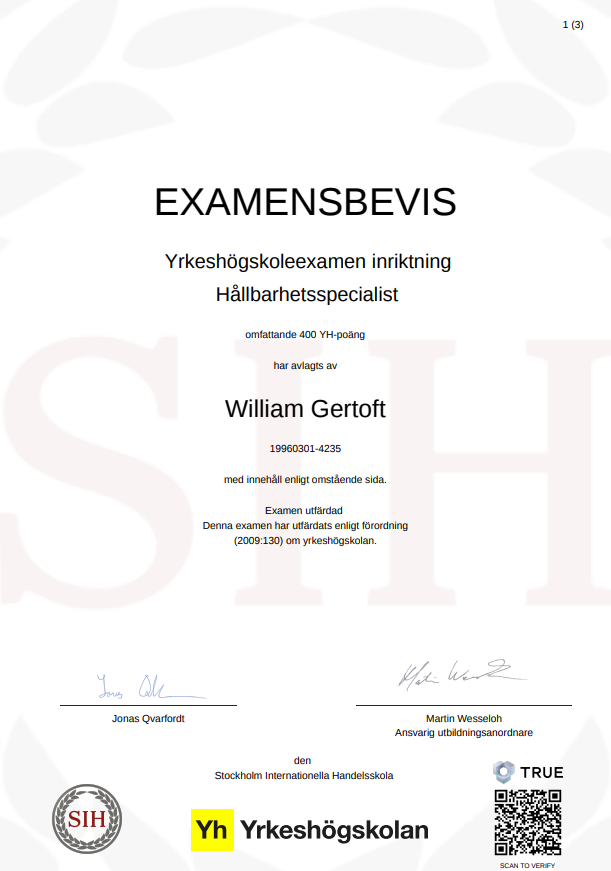 1 (3)
EXAMENSBEVIS
Yrkeshögskoleexamen inriktning
Hållbarhetsspecialist
omfattande 400 YH-poäng
har avlagts av
William Gertoft
19960301-4235
med innehåll enligt omstående sida.
Examen utfärdad
Denna examen har utfärdats enligt förordning
(2009:130) om yrkeshögskolan.
Jonas Qvarfordt
Martin Wesseloh
Ansvarig utbildningsanordnare
den
Stockholm Internationella Handelsskola
SIH
Yh Yrkeshögskolan
TRUE
SCAN TO VERIFY
SIH